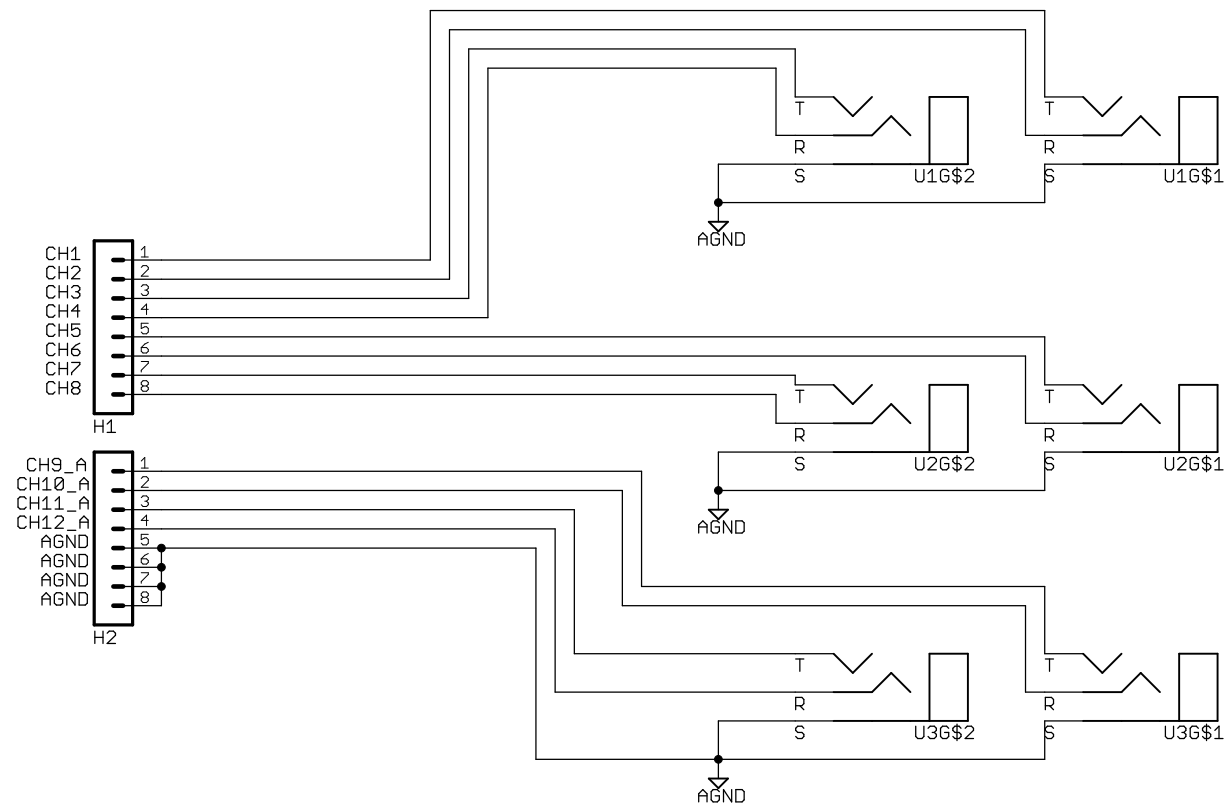 T
T
R
R
S
U1G$2
S
U1G$1
AGND
CH1
1
CH2
2
CH3
3
CH4
4
CH5
5
CH6
6
CH7
7
CH8
8
H1
T
T
R
R
S
U2G$2
S
U2G$1
CH9_A
1
CH10_A
2
CH11_A
3
CH12_A
4
AGND
AGND
5
AGND
6
AGND
7
AGND
8
H2
T
T
R
R
S
U3G$2
S
U3G$1
AGND